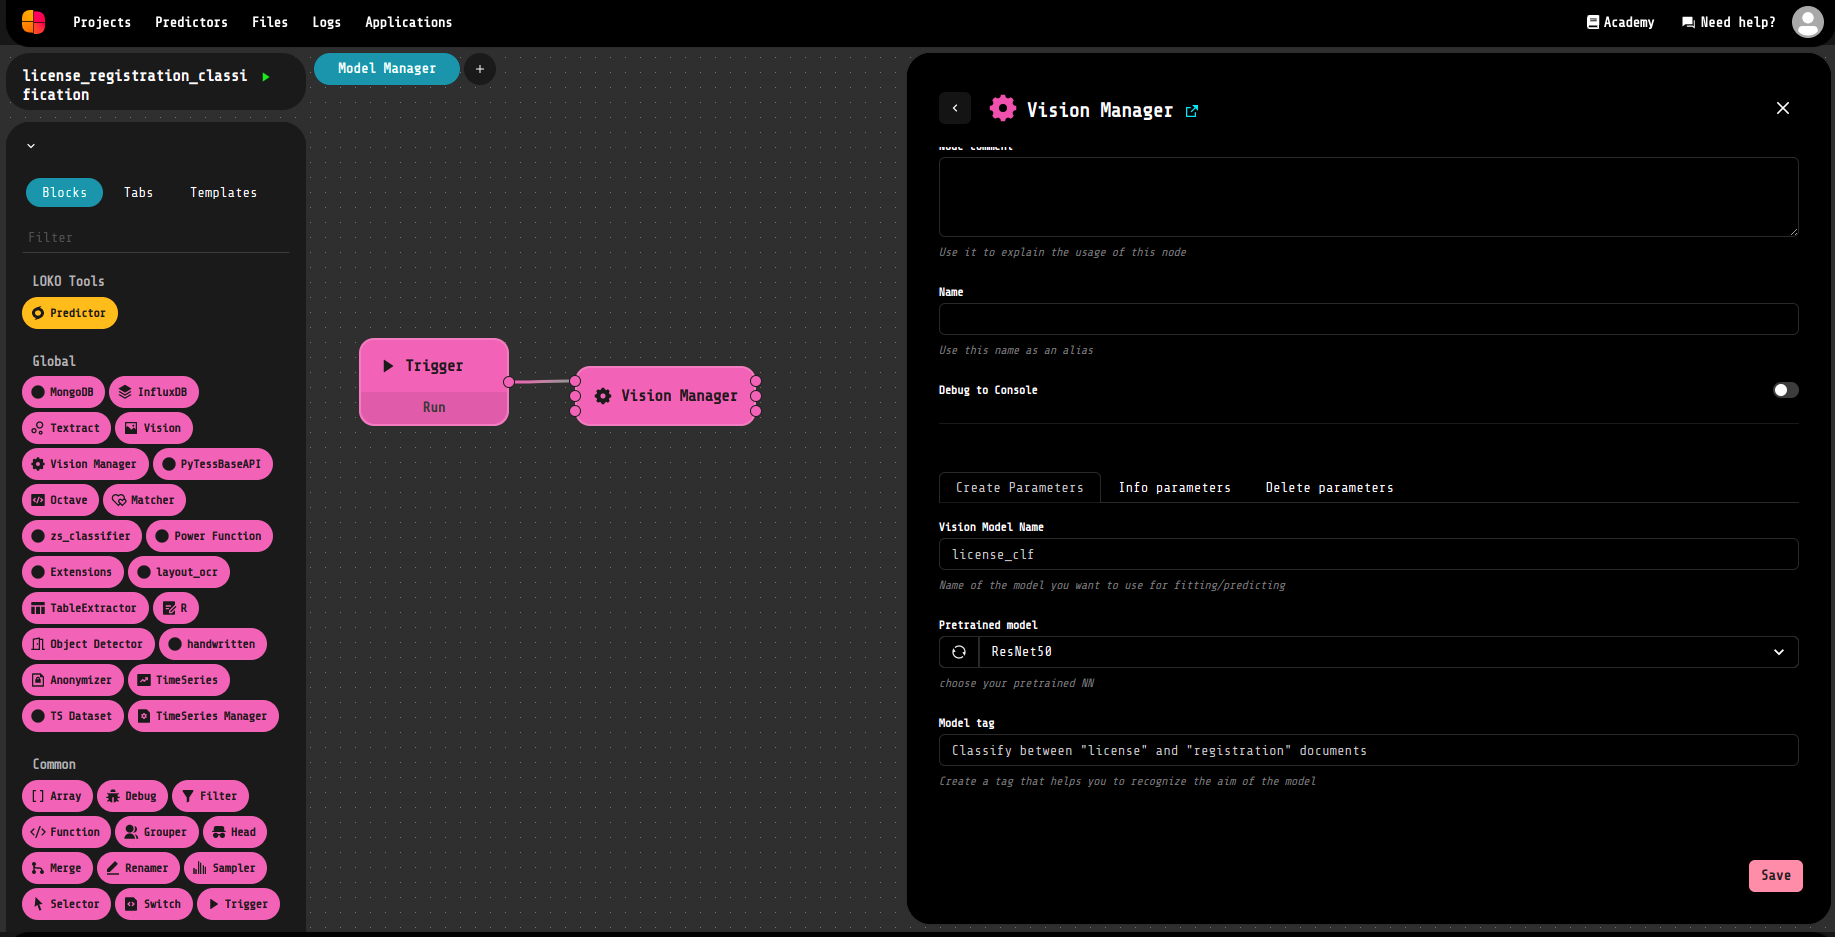 Projects Predictors Files Logs Applications Academy Need help?
license_registration_classi
fication
Model Manager +
Blocks Tabs Templates
Filter
LOKO Tools
Predictor
Global
MongoDB InfluxDB
Textract Vision
Vision Manager PyTessBaseAPI
Octave Matcher
zs_classifier Power Function
Extensions layout_ocr
TableExtractor R
Object Detector handwritten
Anonymizer TimeSeries
TS Dataset TimeSeries Manager
Common
Array Debug Filter
Function Grouper Head
Merge Renamer Sampler
Selector Switch Trigger
Trigger
Run
Vision Manager
Vision Manager
Node comment
Use it to explain the usage of this node
Name
Use this name as an alias
Debug to Console
Create Parameters Info parameters Delete parameters
Vision Model Name
license_clf
Name of the model you want to use for fitting/predicting
Pretrained model
ResNet50
choose your pretrained NN
Model tag
Classify between "license" and "registration" documents
Create a tag that helps you to recognize the aim of the model
Save